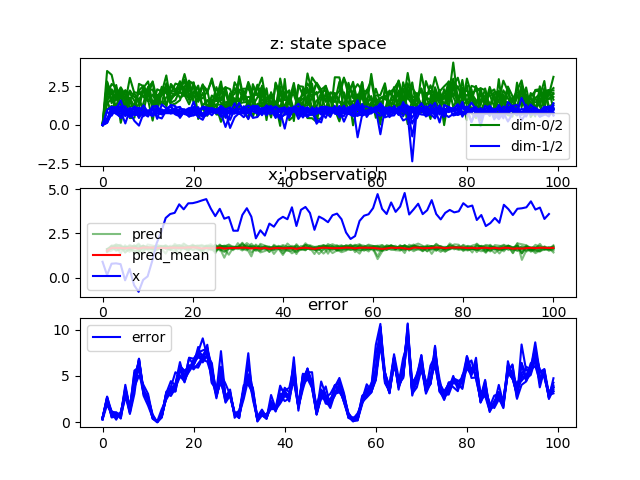 z: state space
2.5
0.0
−2.5
dim-0/2
dim-1/2
0 20 40 60 80 100
x: observation
5.0
2.5
0.0
pred
pred_mean
x
0 20 40 60 80 100
error
10
5
0
error
0 20 40 60 80 100